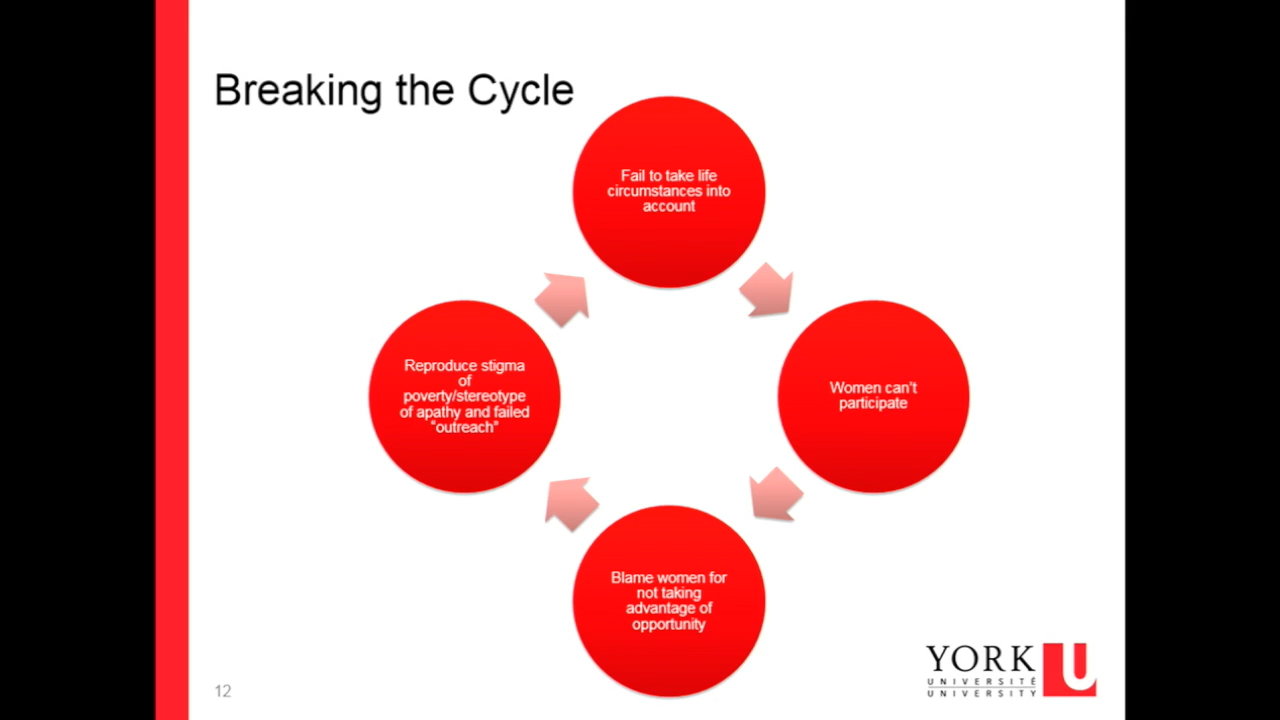 Breaking the Cycle
Fail to take life
circumstances into
account
Women can't
participate
Blame women for
not taking
advantage of
opportunity
Reproduce stigma
of
poverty/stereotype
of apathy and failed
“outreach”
12
YORK U
UNIVERSITÉ
UNIVERSITY